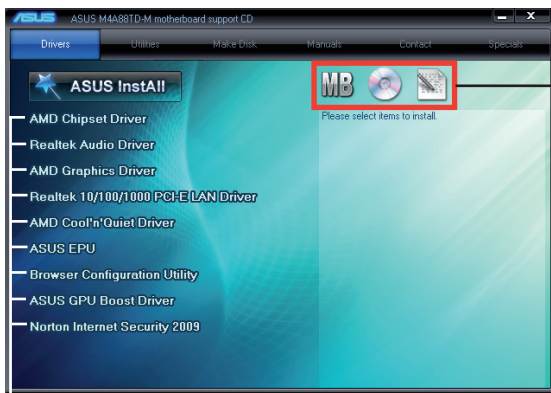 ASUS ASUS M4A88TD-M motherboard support CD
Drivers Utilities Make Disk Manuals Contact Specials
ASUS InstAll
MB
Please select items to install.
AMD Chipset Driver
Realtek Audio Driver
AMD Graphics Driver
Realtek 10/100/1000 PCI-E LAN Driver
AMD Cool'n'Quiet Driver
ASUS EPU
Browser Configuration Utility
ASUS GPU Boost Driver
Norton Internet Security 2009